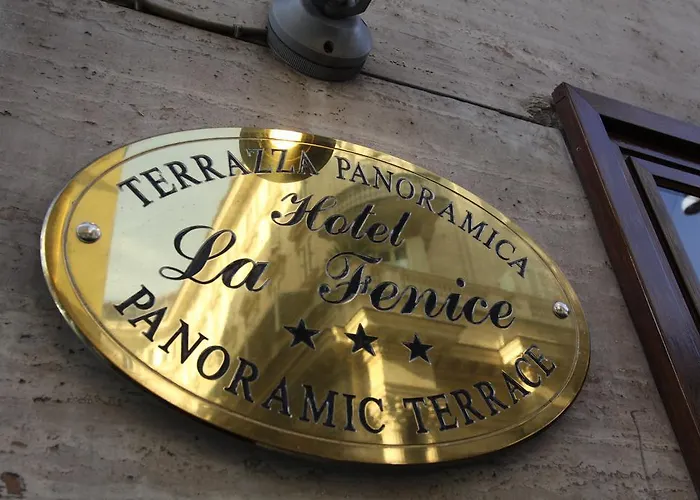 TERRAZZA PANORAMICA
Hotel
La Fenice
★ ★ ★
PANORAMIC TERRACE